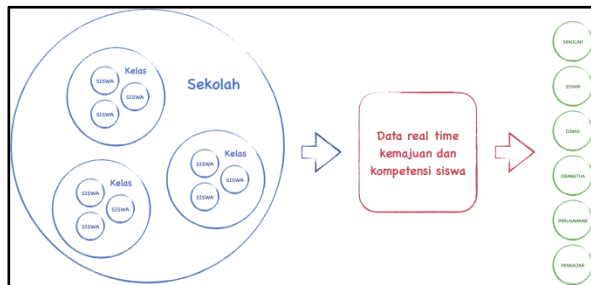 Sekolah
Kelas
SISWA
SISWA
SISWA
Kelas
SISWA
SISWA
SISWA
Kelas
SISWA
SISWA
SISWA
Data real time
kemajuan dan
kompetensi siswa
SEKOLAH
SISWA
DINAS
ORANGTUA
PERUSAHAAN
PENGAJAR